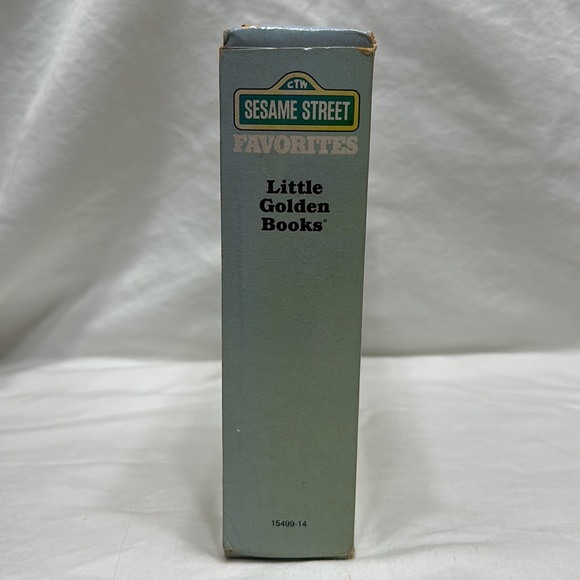 CTW
SESAME STREET
FAVORITES
Little
Golden
Books®
15499-14